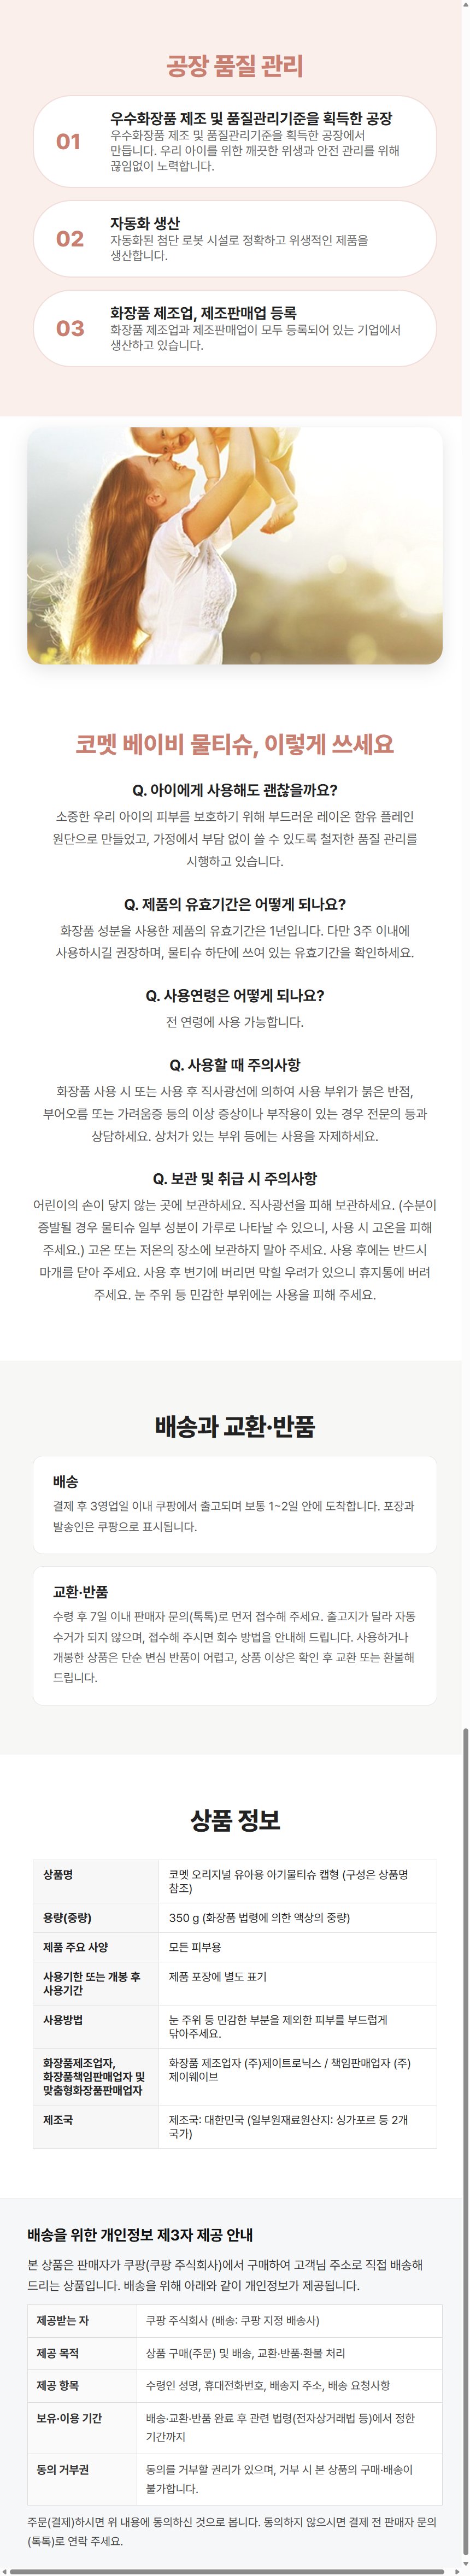 공장 품질 관리
01
우수화장품 제조 및 품질관리기준을 획득한 공장
우수화장품 제조 및 품질관리기준을 획득한 공장에서
만듭니다. 우리 아이를 위한 깨끗한 위생과 안전 관리를 위해
끊임없이 노력합니다.
02
자동화 생산
자동화된 첨단 로봇 시설로 정확하고 위생적인 제품을
생산합니다.
03
화장품 제조업, 제조판매업 등록
화장품 제조업과 제조판매업이 모두 등록되어 있는 기업에서
생산하고 있습니다.
코멧 베이비 물티슈, 이렇게 쓰세요
Q. 아이에게 사용해도 괜찮을까요?
소중한 우리 아이의 피부를 보호하기 위해 부드러운 레이온 함유 플레인
원단으로 만들었고, 가정에서 부담 없이 쓸 수 있도록 철저한 품질 관리를
시행하고 있습니다.
Q. 제품의 유효기간은 어떻게 되나요?
화장품 성분을 사용한 제품의 유효기간은 1년입니다. 다만 3주 이내에
사용하시길 권장하며, 물티슈 하단에 쓰여 있는 유효기간을 확인하세요.
Q. 사용연령은 어떻게 되나요?
전 연령에 사용 가능합니다.
Q. 사용할 때 주의사항
화장품 사용 시 또는 사용 후 직사광선에 의하여 사용 부위가 붉은 반점,
부어오름 또는 가려움증 등의 이상 증상이나 부작용이 있는 경우 전문의 등과
상담하세요. 상처가 있는 부위 등에는 사용을 자제하세요.
Q. 보관 및 취급 시 주의사항
어린이의 손이 닿지 않는 곳에 보관하세요. 직사광선을 피해 보관하세요. (수분이
증발될 경우 물티슈 일부 성분이 가루로 나타날 수 있으니, 사용 시 고온을 피해
주세요.) 고온 또는 저온의 장소에 보관하지 말아 주세요. 사용 후에는 반드시
마개를 닫아 주세요. 사용 후 변기에 버리면 막힐 우려가 있으니 휴지통에 버려
주세요. 눈 주위 등 민감한 부위에는 사용을 피해 주세요.
배송과 교환·반품
배송
결제 후 3영업일 이내 쿠팡에서 출고되며 보통 1~2일 안에 도착합니다. 포장과
발송인은 쿠팡으로 표시됩니다.
교환·반품
수령 후 7일 이내 판매자 문의(톡톡)로 먼저 접수해 주세요. 출고지가 달라 자동
수거가 되지 않으며, 접수해 주시면 회수 방법을 안내해 드립니다. 사용하거나
개봉한 상품은 단순 변심 반품이 어렵고, 상품 이상은 확인 후 교환 또는 환불해
드립니다.
상품 정보
상품명
코멧 오리지널 유아용 아기물티슈 캡형 (구성은 상품명
참조)
용량(중량)
350 g (화장품 법령에 의한 액상의 중량)
제품 주요 사양
모든 피부용
사용기한 또는 개봉 후
사용기간
제품 포장에 별도 표기
사용방법
눈 주위 등 민감한 부분을 제외한 피부를 부드럽게
닦아주세요.
화장품제조업자,
화장품책임판매업자 및
맞춤형화장품판매업자
화장품 제조업자 (주)제이트로닉스 / 책임판매업자 (주)
제이웨이브
제조국
제조국: 대한민국 (일부원재료원산지: 싱가포르 등 2개
국가)
배송을 위한 개인정보 제3자 제공 안내
본 상품은 판매자가 쿠팡(쿠팡 주식회사)에서 구매하여 고객님 주소로 직접 배송해
드리는 상품입니다. 배송을 위해 아래와 같이 개인정보가 제공됩니다.
제공받는 자
쿠팡 주식회사 (배송: 쿠팡 지정 배송사)
제공 목적
상품 구매(주문) 및 배송, 교환·반품·환불 처리
제공 항목
수령인 성명, 휴대전화번호, 배송지 주소, 배송 요청사항
보유·이용 기간
배송·교환·반품 완료 후 관련 법령(전자상거래법 등)에서 정한
기간까지
동의 거부권
동의를 거부할 권리가 있으며, 거부 시 본 상품의 구매·배송이
불가합니다.
주문(결제)하시면 위 내용에 동의하신 것으로 봅니다. 동의하지 않으시면 결제 전 판매자 문의
(톡톡)로 연락 주세요.